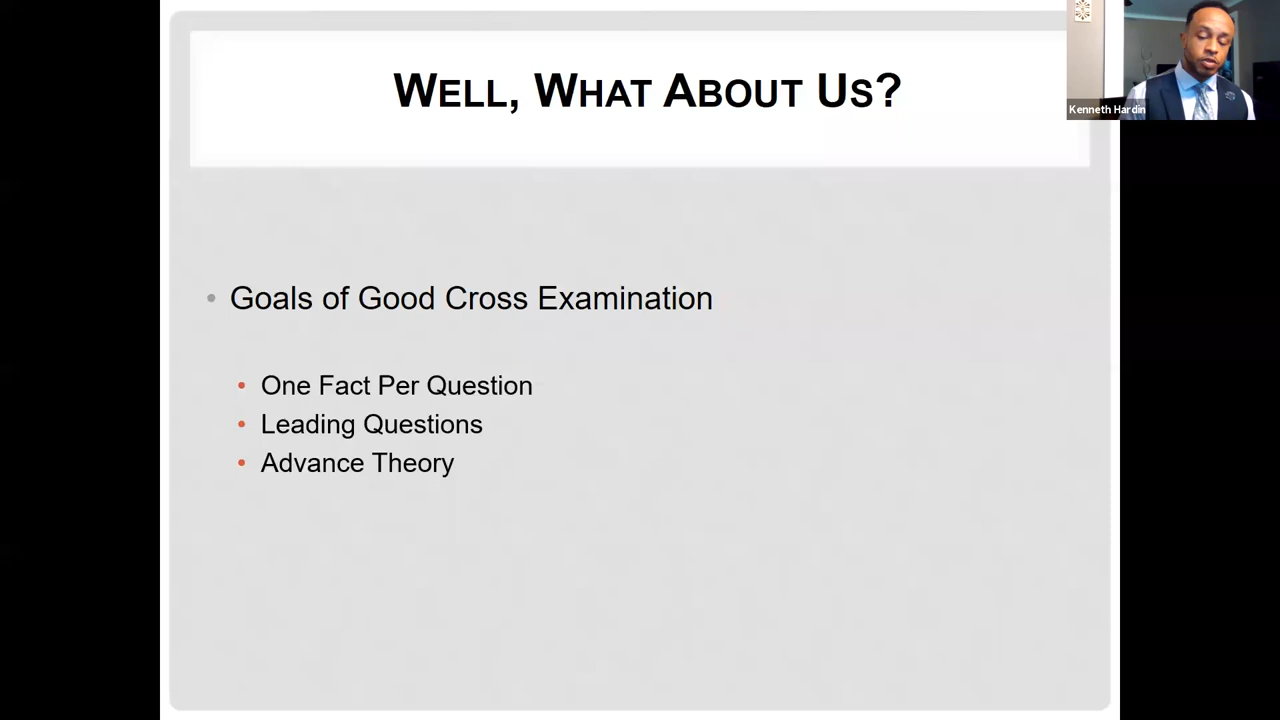 WELL, WHAT ABOUT US?
Kenneth Hardin
• Goals of Good Cross Examination
• One Fact Per Question
• Leading Questions
• Advance Theory